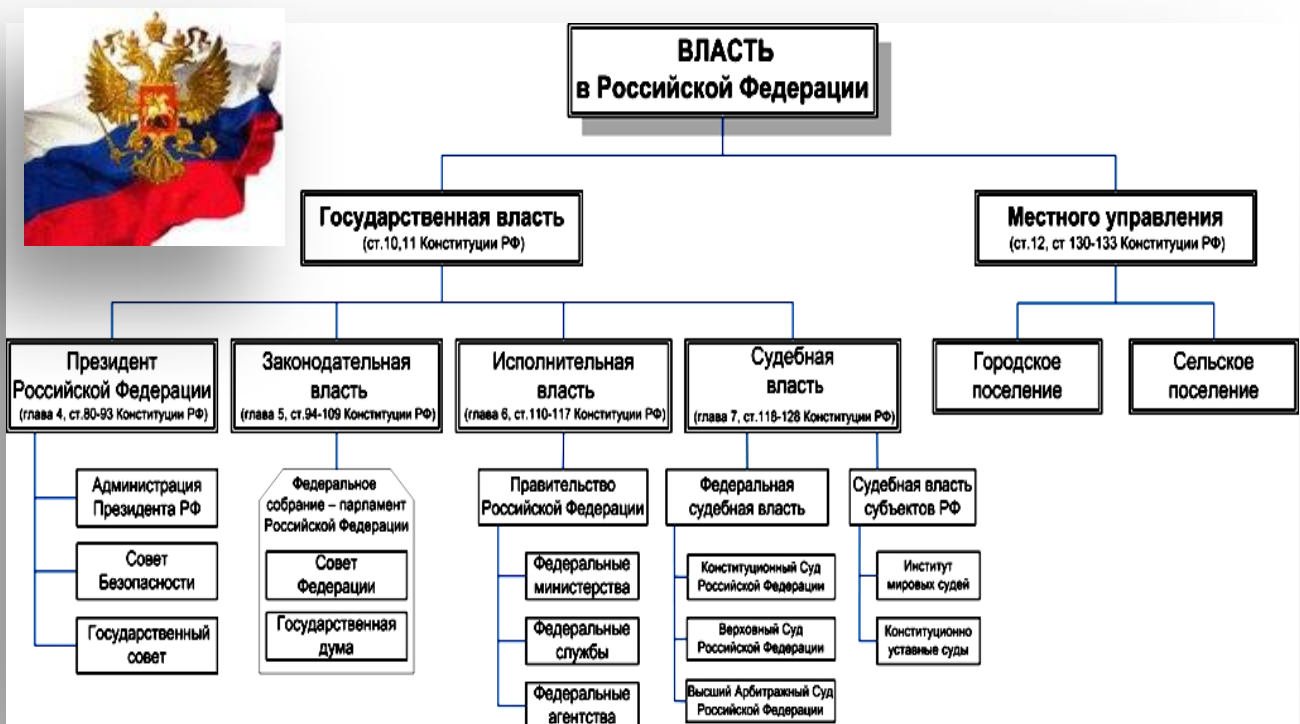 ВЛАСТЬ
в Российской Федерации
Государственная власть
(ст.10,11 Конституции РФ)
Местного управления
(ст.12, ст 130-133 Конституции РФ)
Президент
Российской Федерации
(глава 4, ст.80-93 Конституции РФ)
Законодательная
власть
(глава 5, ст.94-109 Конституции РФ)
Исполнительная
власть
(глава 6, ст.110-117 Конституции РФ)
Судебная
власть
(глава 7, ст.118-128 Конституции РФ)
Городское
поселение
Сельское
поселение
Администрация
Президента РФ
Совет
Безопасности
Государственный
совет
Федеральное
собрание – парламент
Российской Федерации
Совет
Федерации
Государственная
дума
Правительство
Российской Федерации
Федеральные
министерства
Федеральные
службы
Федеральные
агентства
Федеральная
судебная власть
Конституционный Суд
Российской Федерации
Верховный Суд
Российской Федерации
Высший Арбитражный Суд
Российской Федерации
Судебная власть
субъектов РФ
Институт
мировых судей
Конституционно
уставные суды